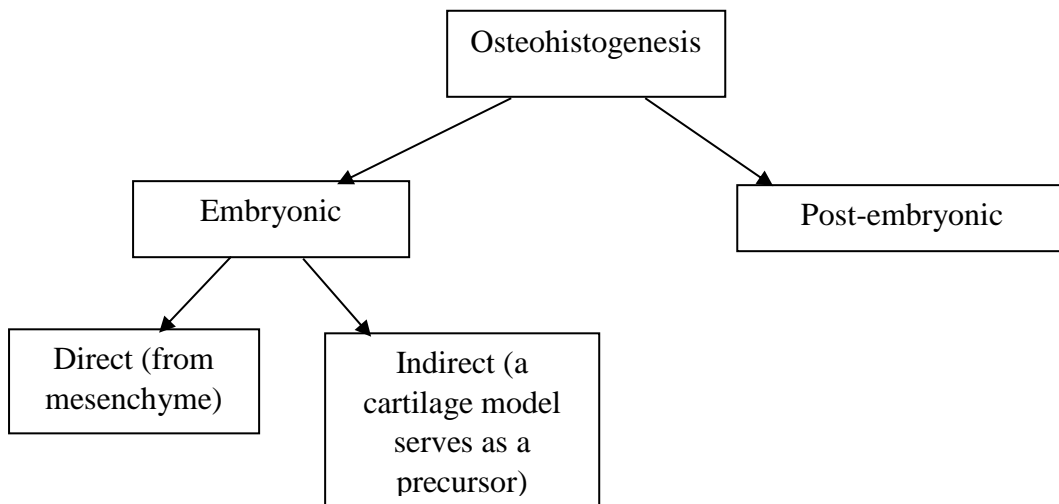 Osteohistogenesis
Embryonic
Post-embryonic
Direct (from
mesenchyme)
Indirect (a
cartilage model
serves as a
precursor)